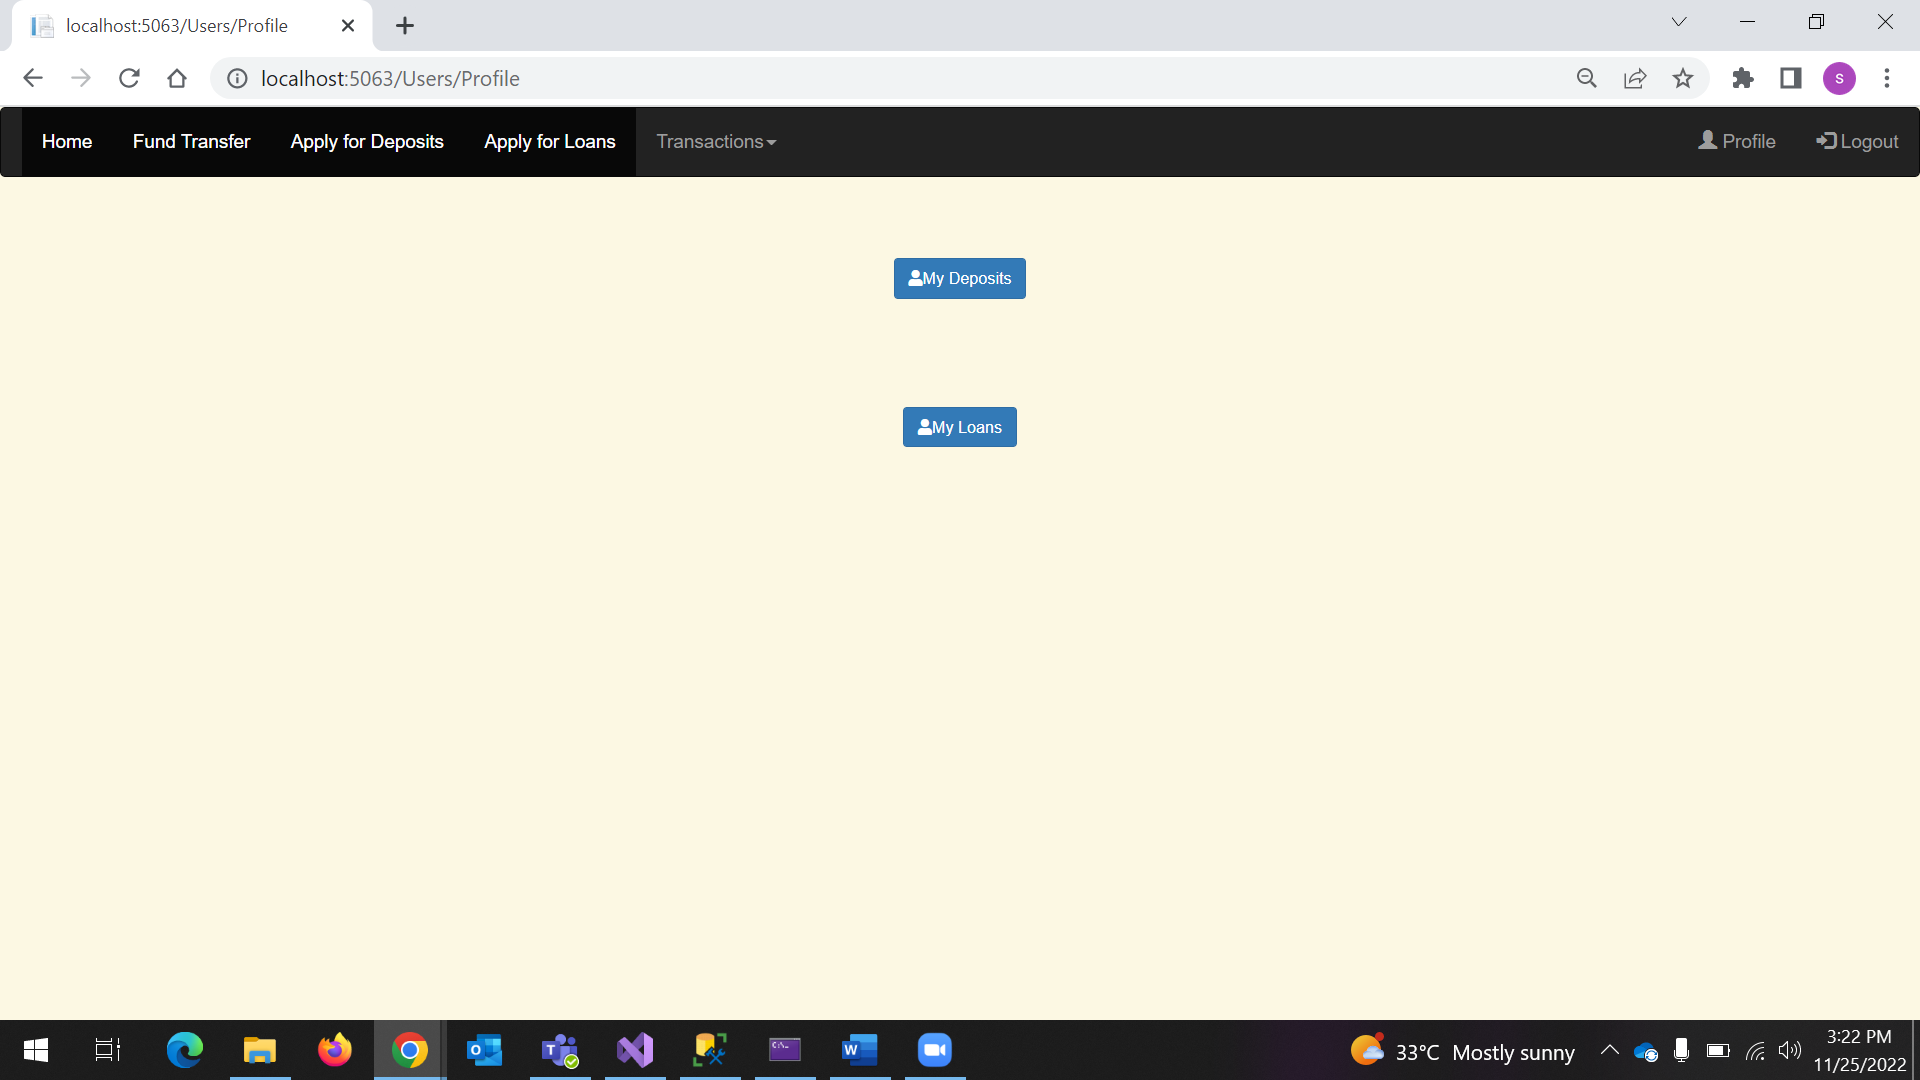 localhost:5063/Users/Profile
localhost:5063/Users/Profile
s
Home Fund Transfer Apply for Deposits Apply for Loans Transactions Profile Logout
My Deposits
My Loans
33°C Mostly sunny
3:22 PM
11/25/2022